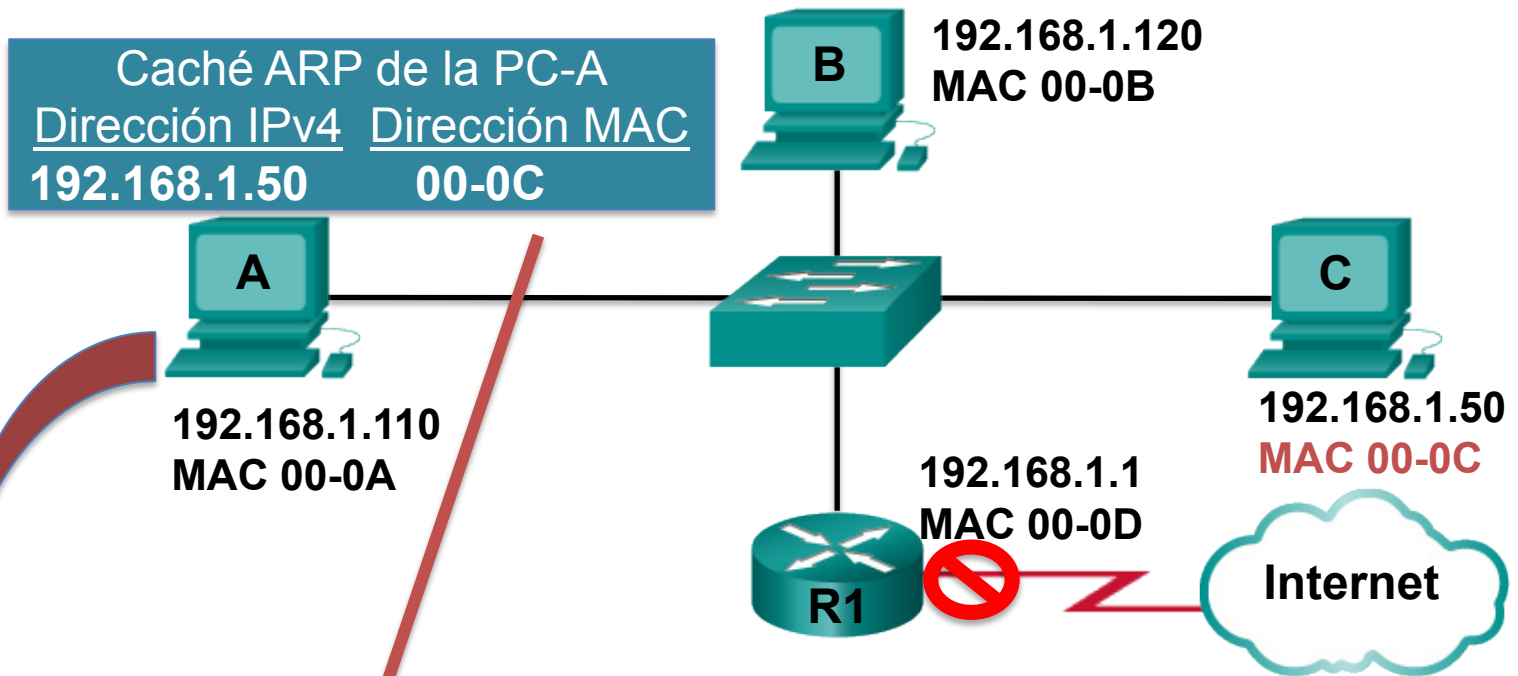 Caché ARP de la PC-A
Dirección IPv4 Dirección MAC
192.168.1.50 00-0C
B
192.168.1.120
MAC 00-0B
A
192.168.1.110
MAC 00-0A
C
192.168.1.50
MAC 00-0C
192.168.1.1
MAC 00-0D
R1
Internet